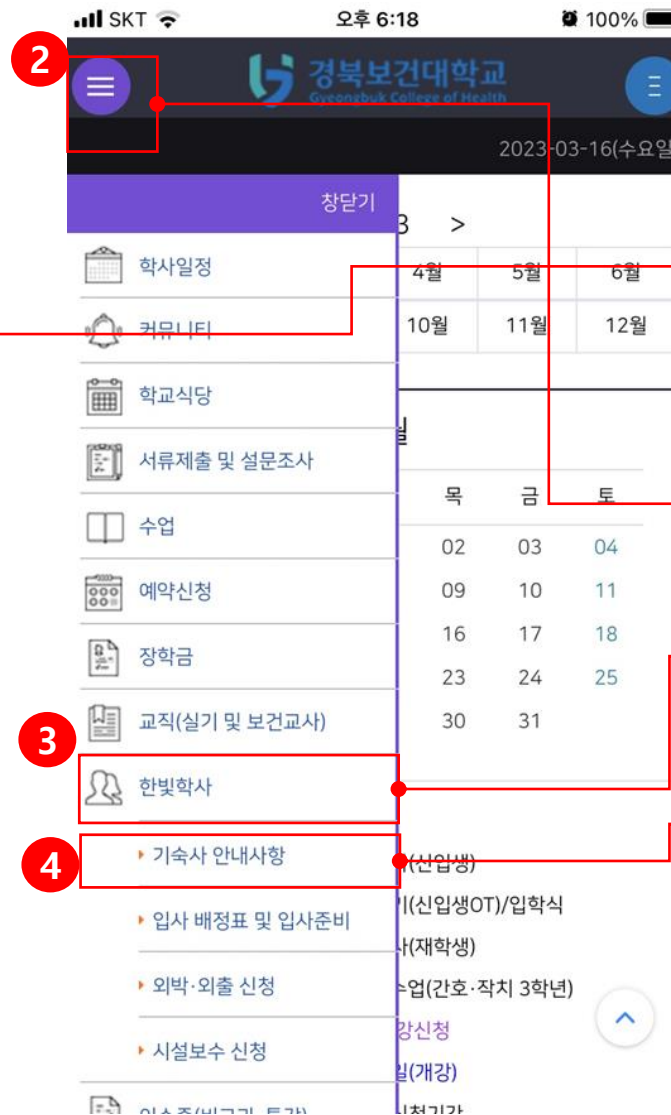 SKT 오후 6:18 100%
2
경북보건대학교
Gyeongbuk College of Health
2023-03-16(수요일
창닫기
3 >
학사일정
4월 5월 6월
커뮤니티
10월 11월 12월
학교식당
월
서류제출 및 설문조사
목 금 토
수업
02 03 04
예약신청
09 10 11
장학금
16 17 18
23 24 25
교직(실기 및 보건교사)
30 31
3
한빛학사
4
기숙사 안내사항
(신입생)
입사 배정표 및 입사준비
(신입생OT)/입학식
(재학생)
외박·외출 신청
수업(간호·작치 3학년)
강신청
시설보수 신청
일(개강)